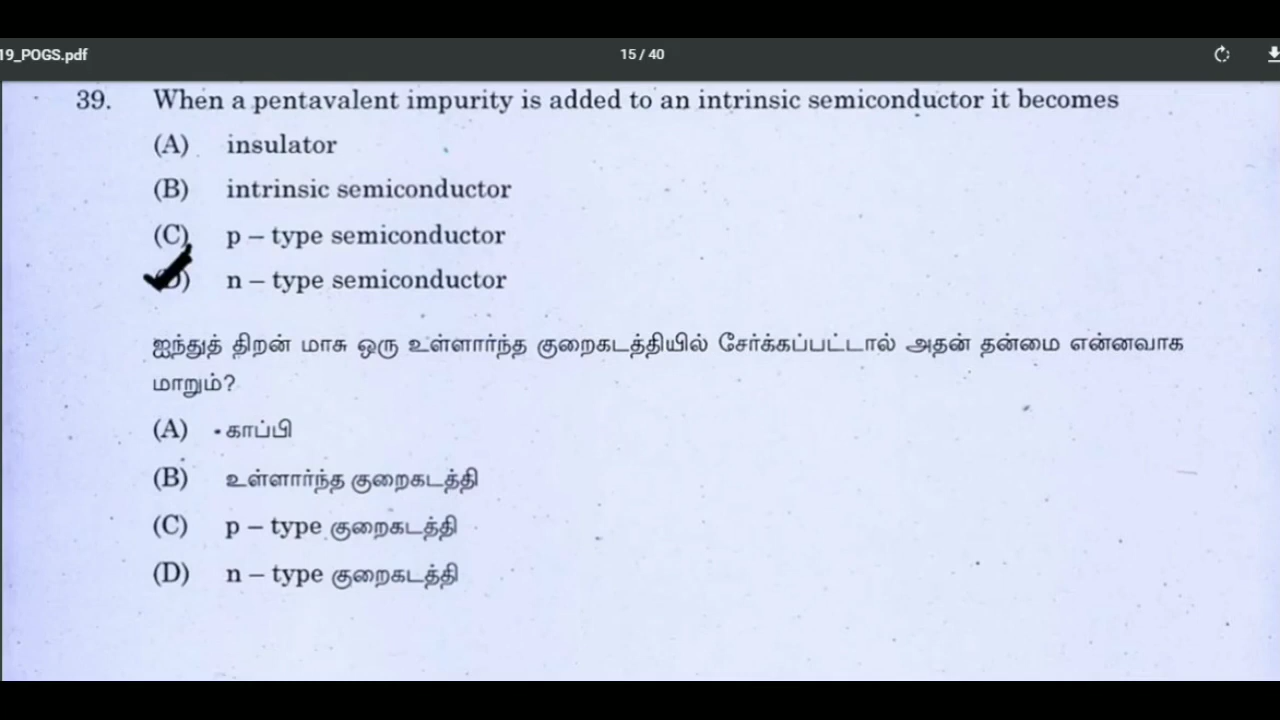 19_POGS.pdf
15 / 40
39. When a pentavalent impurity is added to an intrinsic semiconductor it becomes
(A) insulator
(B) intrinsic semiconductor
(C) p – type semiconductor
(D) n – type semiconductor
ஐந்துத் திறன் மாசு ஒரு உள்ளார்ந்த குறைகடத்தியில் சேர்க்கப்பட்டால் அதன் தன்மை என்னவாக
மாறும்?
(A) காப்பி
(B) உள்ளார்ந்த குறைகடத்தி
(C) p – type குறைகடத்தி
(D) n – type குறைகடத்தி